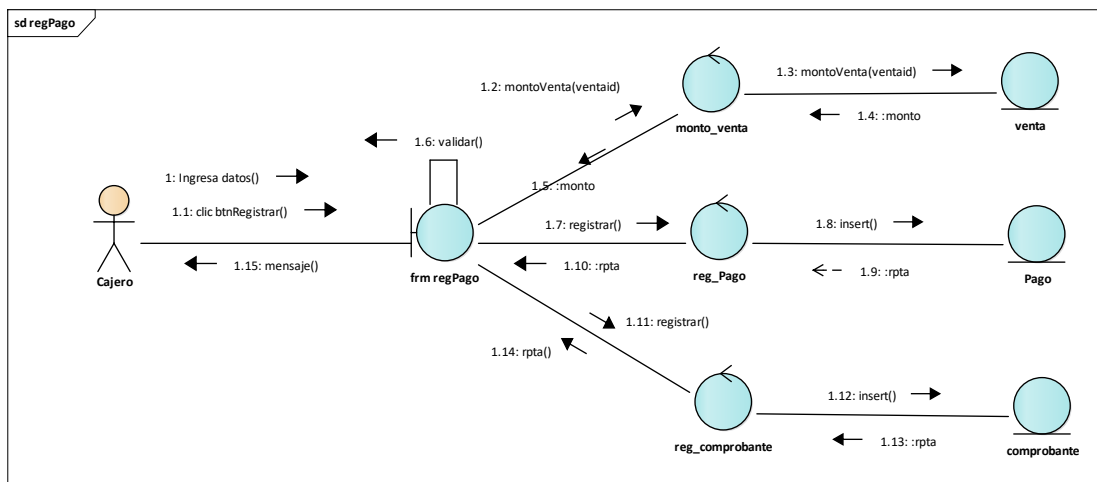 sd regPago
1.2: montoVenta(ventaid)
1.3: montoVenta(ventaid)
1.4: :monto
monto_venta
venta
1.6: validar()
1.5: :monto
1: Ingresa datos()
1.1: clic btnRegistrar()
1.7: registrar()
1.8: insert()
1.15: mensaje()
1.10: :rpta
1.9: :rpta
Cajero
frm regPago
reg_Pago
Pago
1.11: registrar()
1.14: rpta()
1.12: insert()
1.13: :rpta
reg_comprobante
comprobante